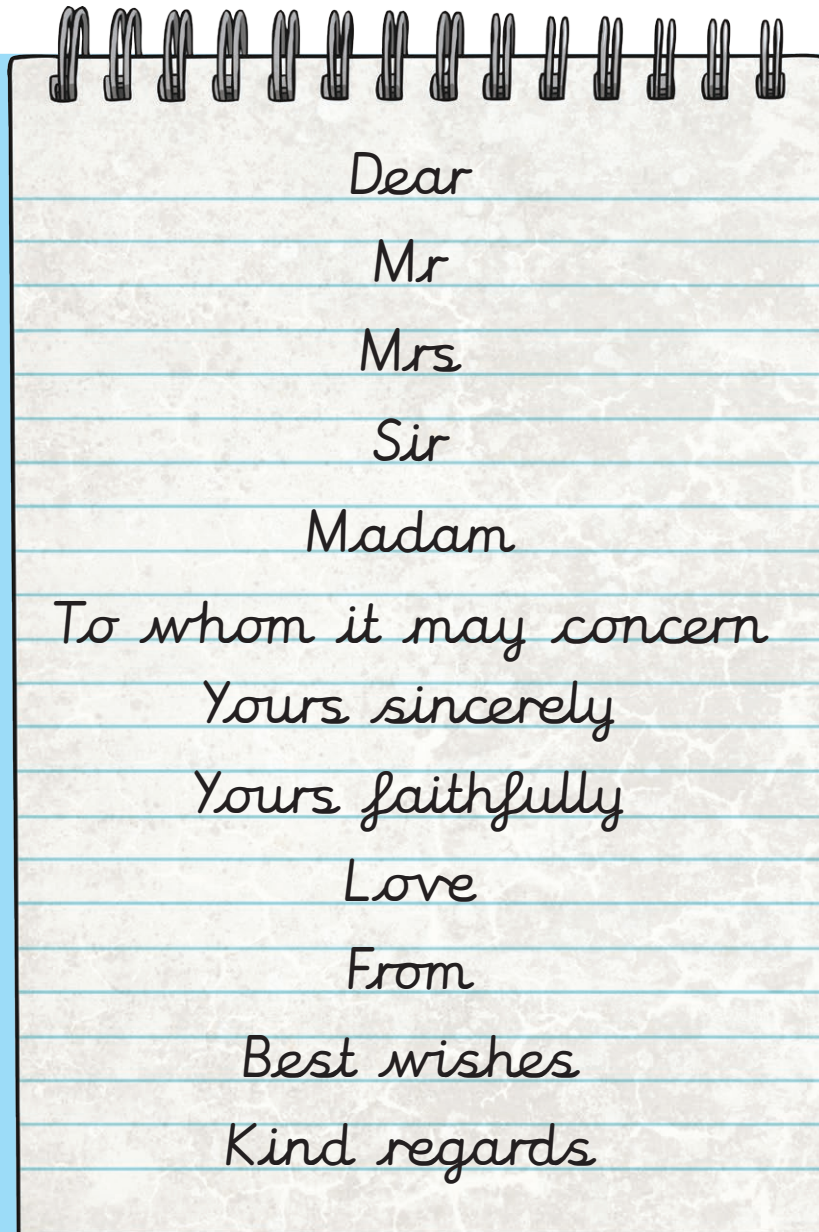 Dear
Mr
Mrs
Sir
Madam
To whom it may concern
Yours sincerely
Yours faithfully
Love
From
Best wishes
Kind regards